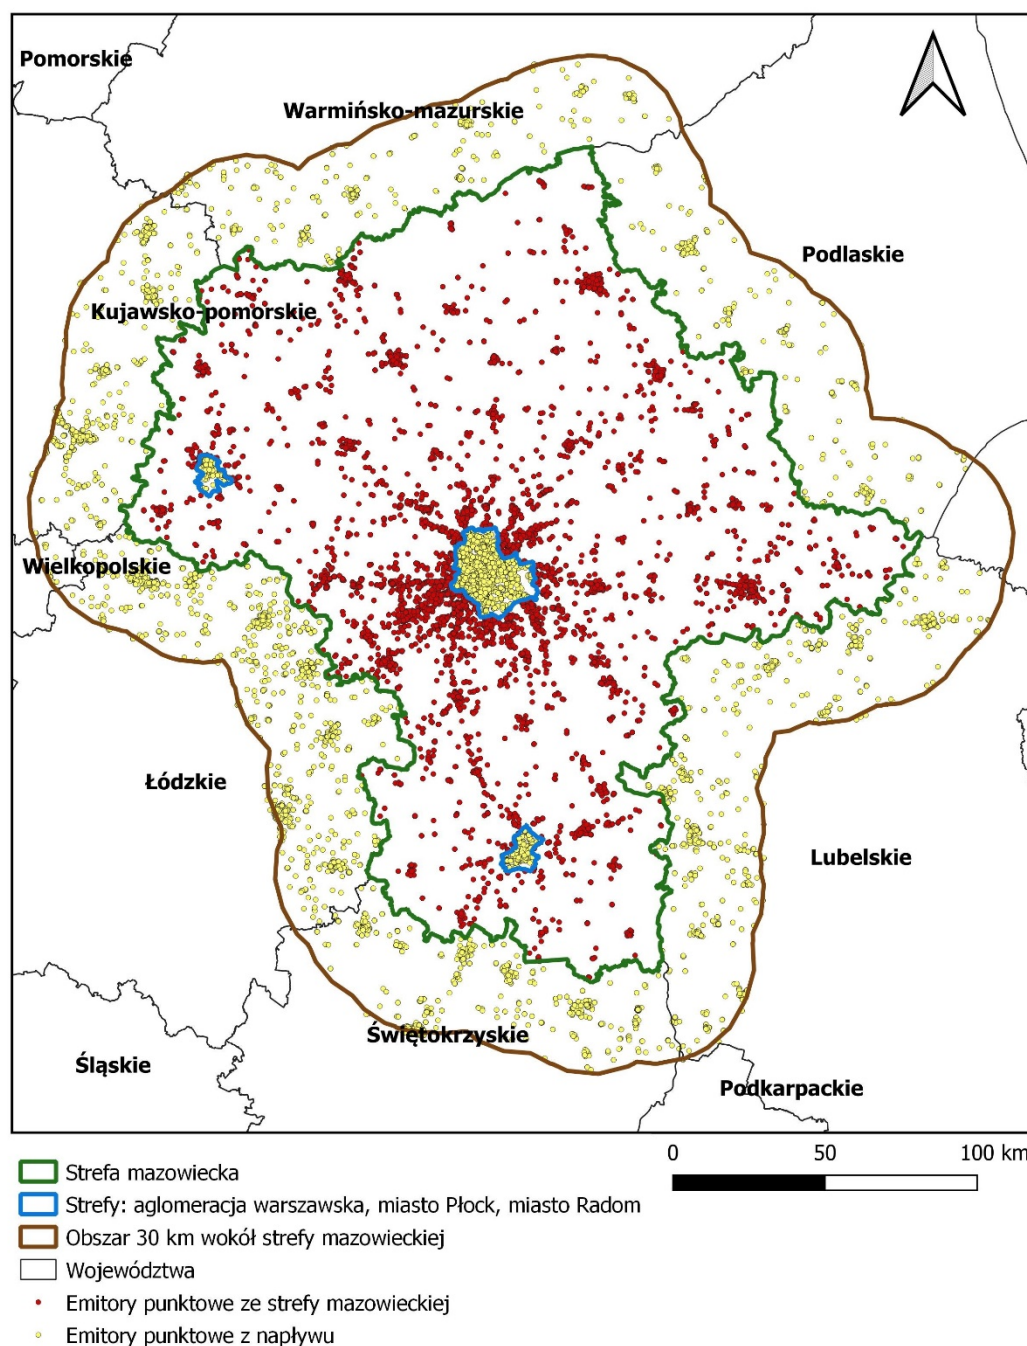 Pomorskie
Warmińsko-mazurskie
Podlaskie
Kujawsko-pomorskie
Wielkopolskie
Łódzkie
Lubelskie
Świętokrzyskie
Śląskie
Podkarpackie
0 50 100 km
Strefa mazowiecka
Strefy: aglomeracja warszawska, miasto Płock, miasto Radom
Obszar 30 km wokół strefy mazowieckiej
Województwa
Emitory punktowe ze strefy mazowieckiej
Emitory punktowe z napływu